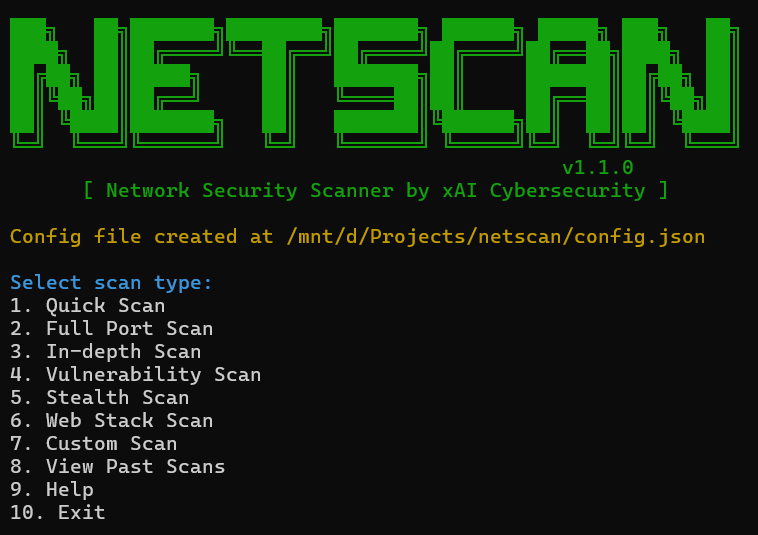 NETSCAN
v1.1.0
[ Network Security Scanner by xAI Cybersecurity ]
Config file created at /mnt/d/Projects/netscan/config.json
Select scan type:
1. Quick Scan
2. Full Port Scan
3. In-depth Scan
4. Vulnerability Scan
5. Stealth Scan
6. Web Stack Scan
7. Custom Scan
8. View Past Scans
9. Help
10. Exit